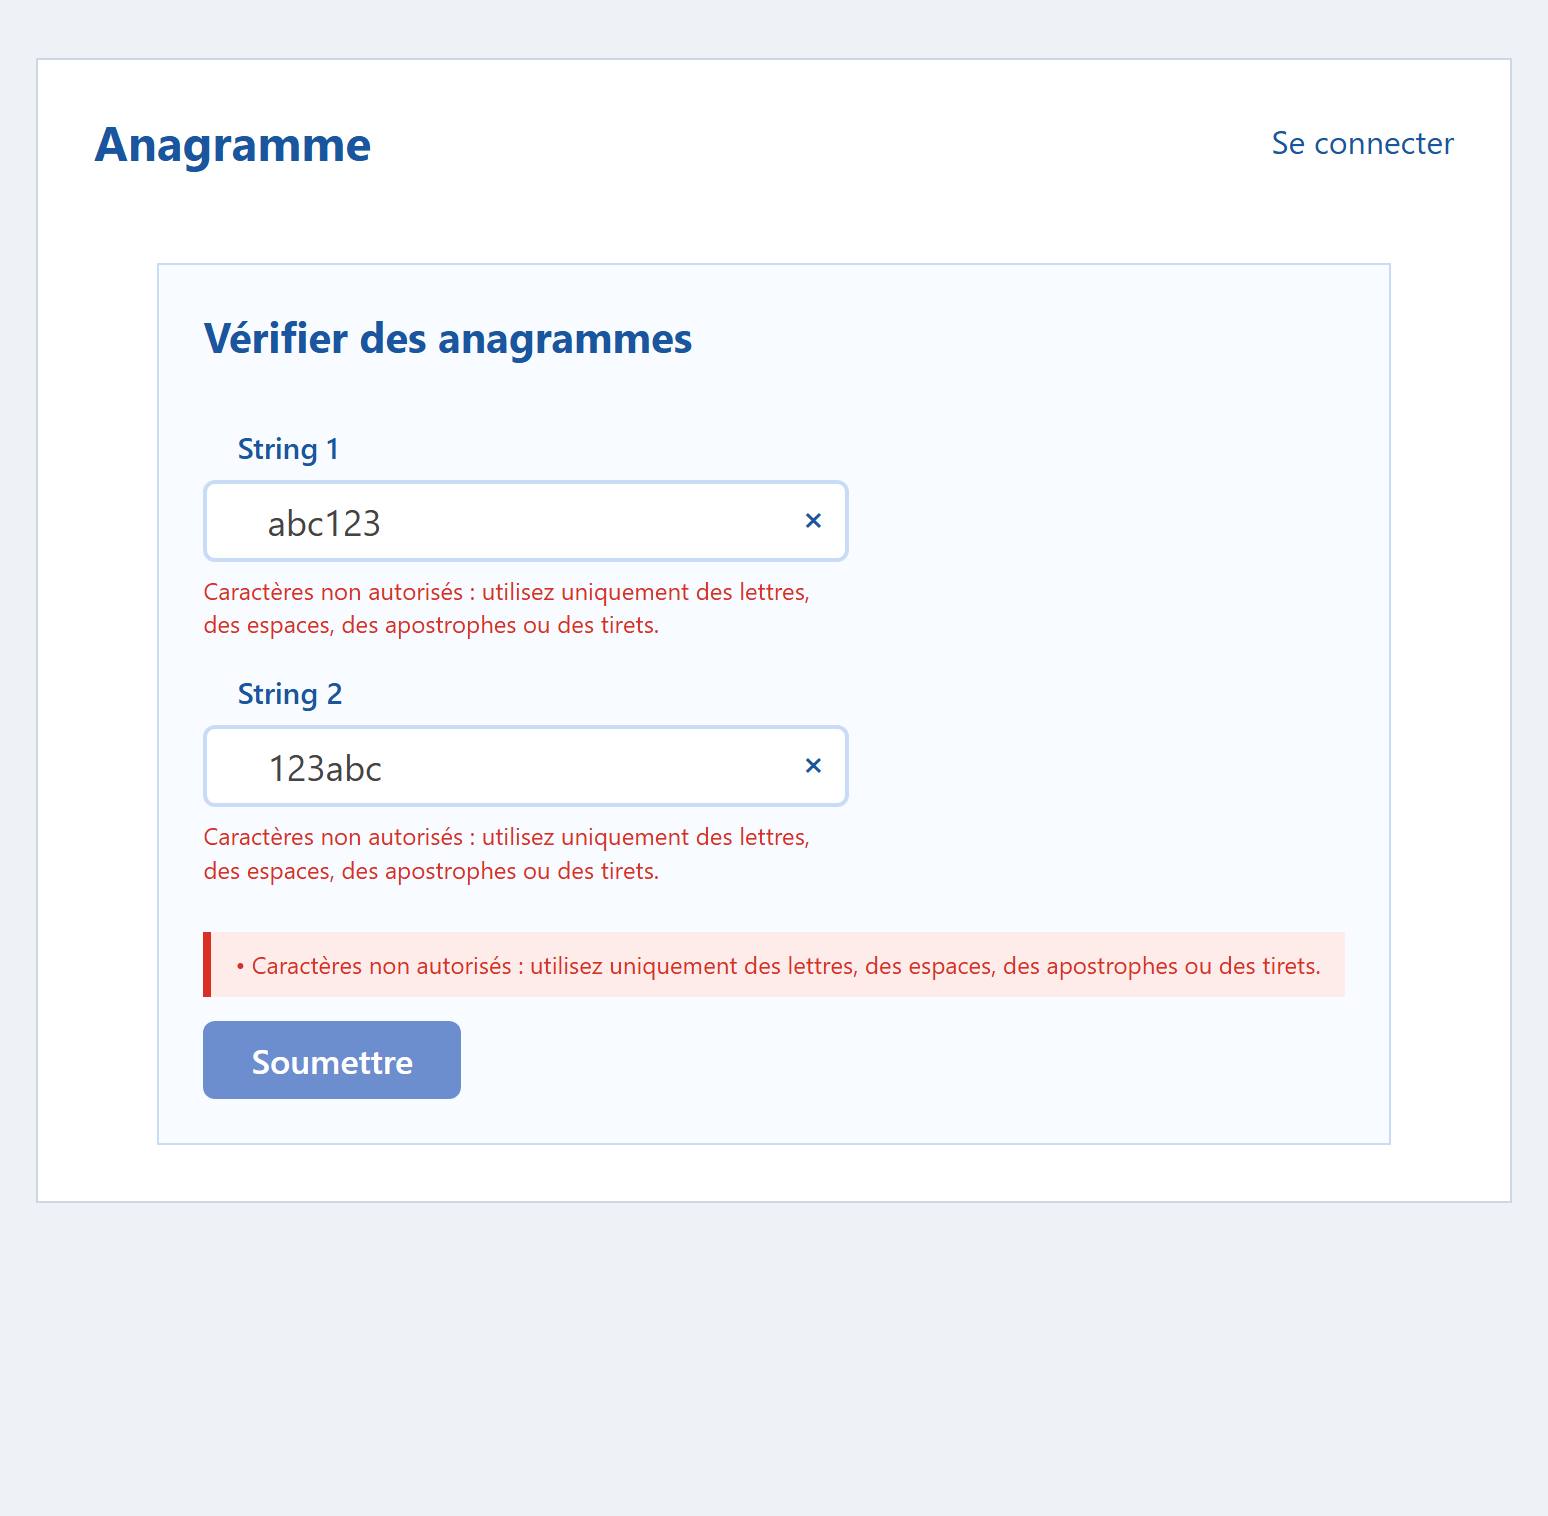 Anagramme
Se connecter
Vérifier des anagrammes
String 1
abc123
×
Caractères non autorisés : utilisez uniquement des lettres,
des espaces, des apostrophes ou des tirets.
String 2
123abc
×
Caractères non autorisés : utilisez uniquement des lettres,
des espaces, des apostrophes ou des tirets.
• Caractères non autorisés : utilisez uniquement des lettres, des espaces, des apostrophes ou des tirets.
Soumettre